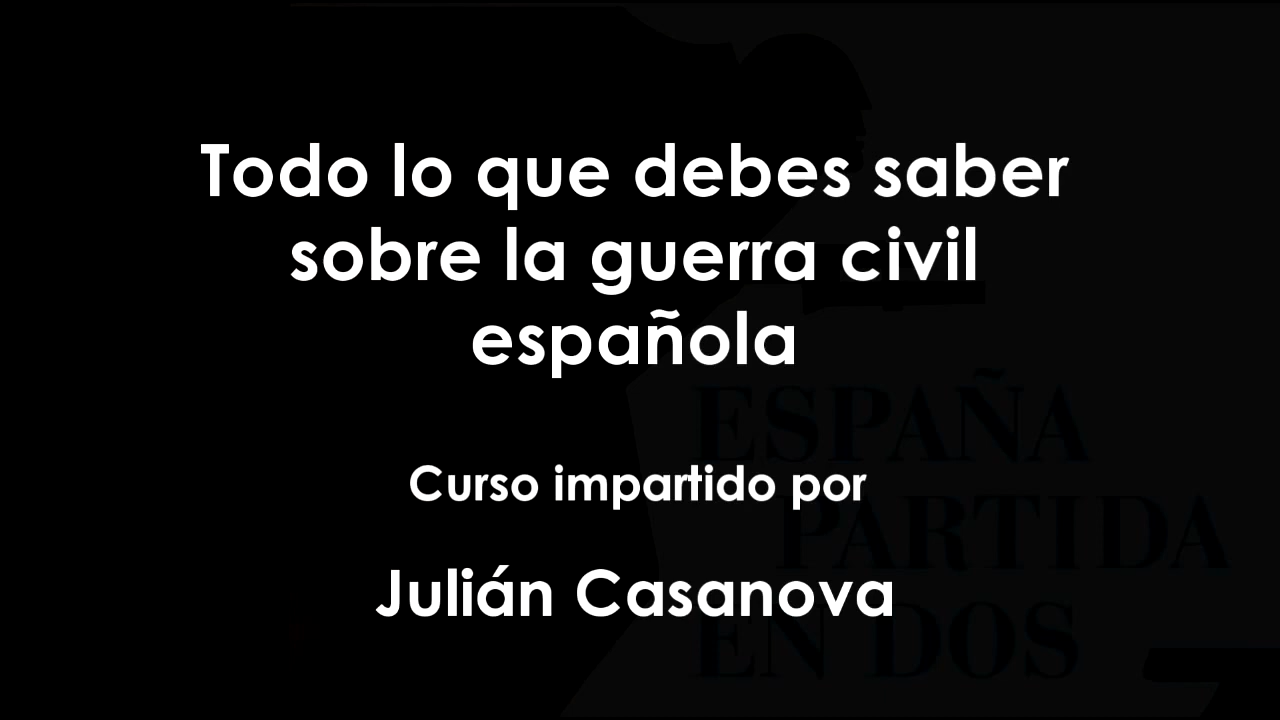 Todo lo que debes saber
sobre la guerra civil
española
Curso impartido por
Julián Casanova
ESPAÑA
PARTIDA
EN DOS